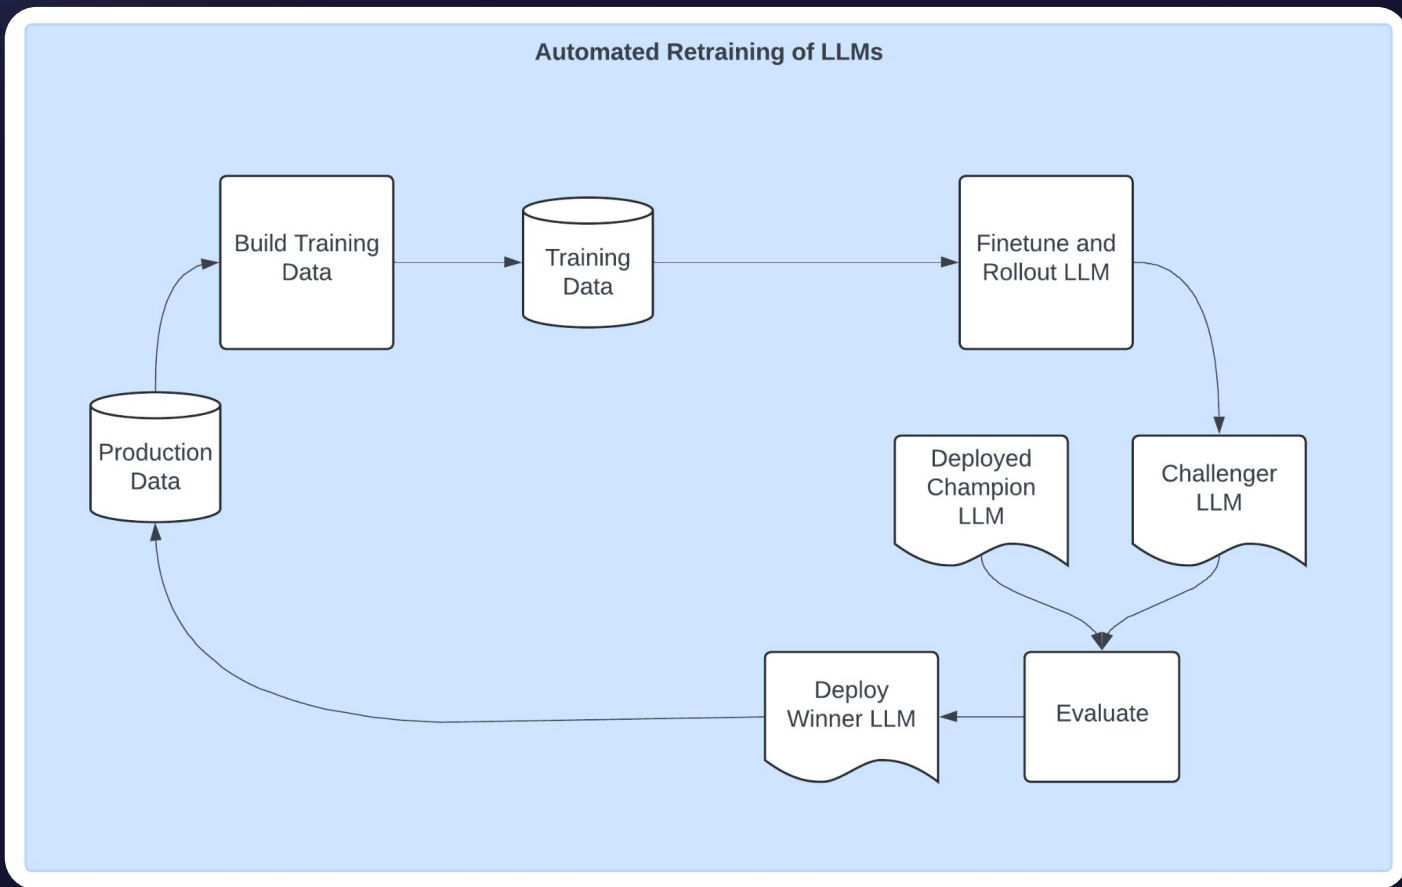 Automated Retraining of LLMs
Build Training
Data
Training
Data
Finetune and
Rollout LLM
Production
Data
Deployed
Champion
LLM
Challenger
LLM
Deploy
Winner LLM
Evaluate